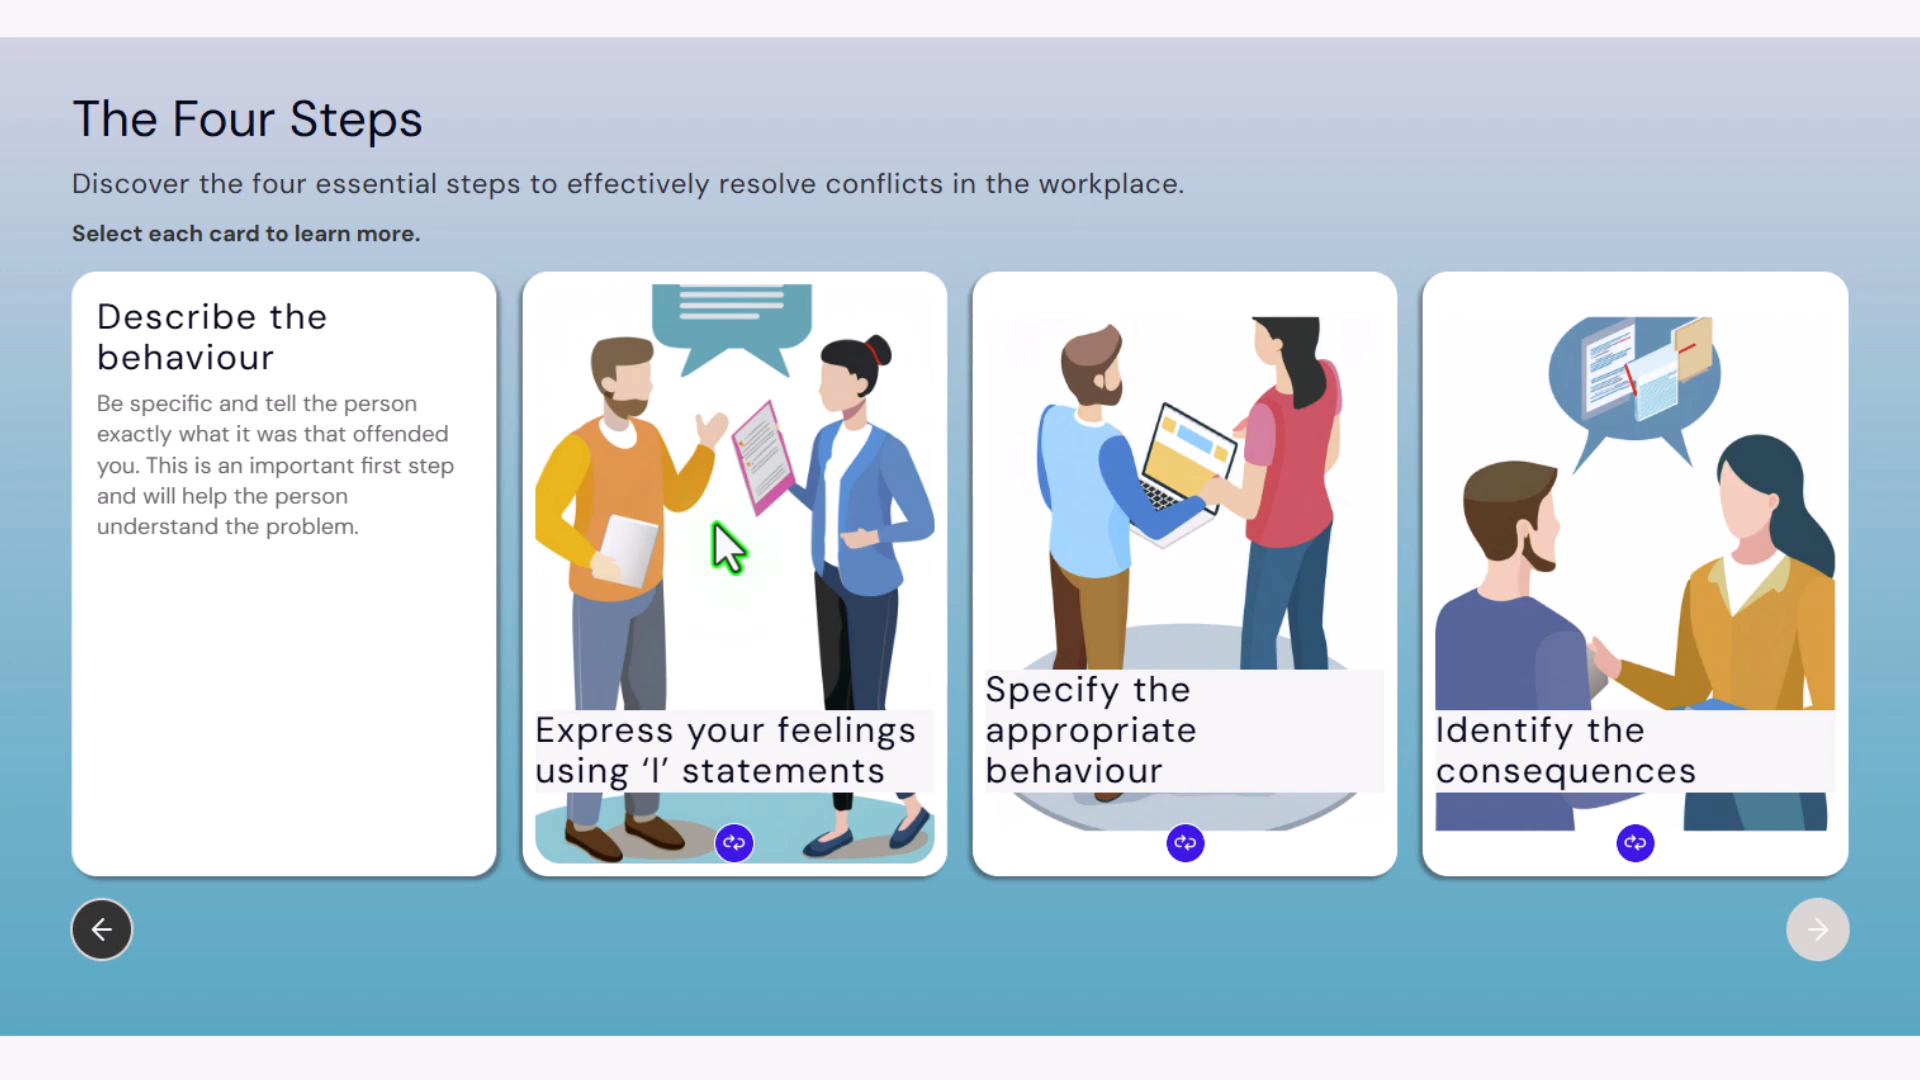 The Four Steps
Discover the four essential steps to effectively resolve conflicts in the workplace.
Select each card to learn more.
Describe the
behaviour
Be specific and tell the person
exactly what it was that offended
you. This is an important first step
and will help the person
understand the problem.
Express your feelings
using ‘I’ statements
Specify the
appropriate
behaviour
Identify the
consequences